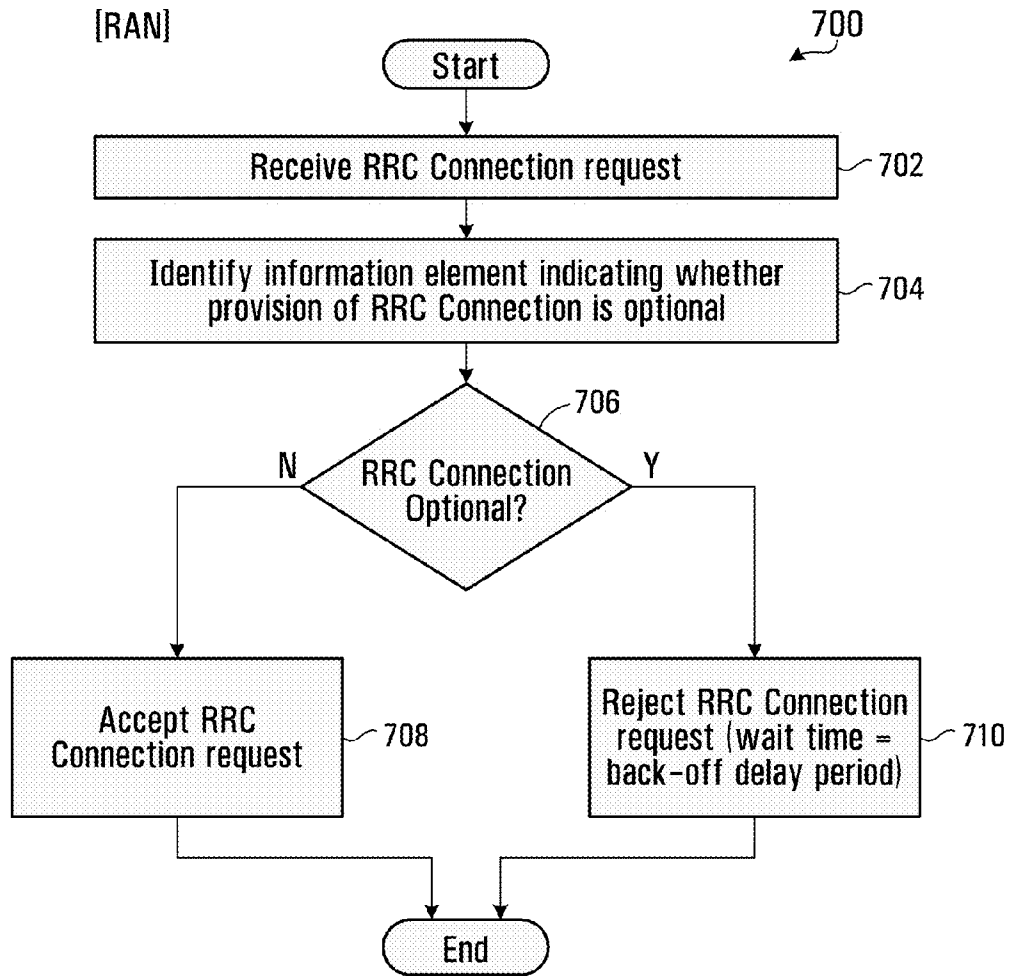 [RAN]
700
Start
Receive RRC Connection request
702
Identify information element indicating whether
provision of RRC Connection is optional
704
706
N
RRC Connection
Optional?
Y
Accept RRC
Connection request
708
Reject RRC Connection
request (wait time =
back-off delay period)
710
End